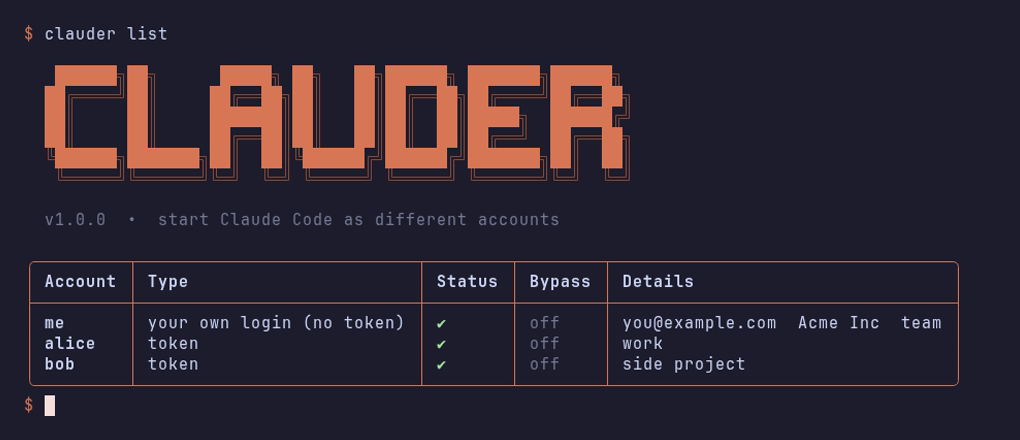 $ clauder list
CLAUDER
v1.0.0 • start Claude Code as different accounts
Account Type Status Bypass Details
me your own login (no token) ✔ off you@example.com Acme Inc team
alice token ✔ off work
bob token ✔ off side project
$